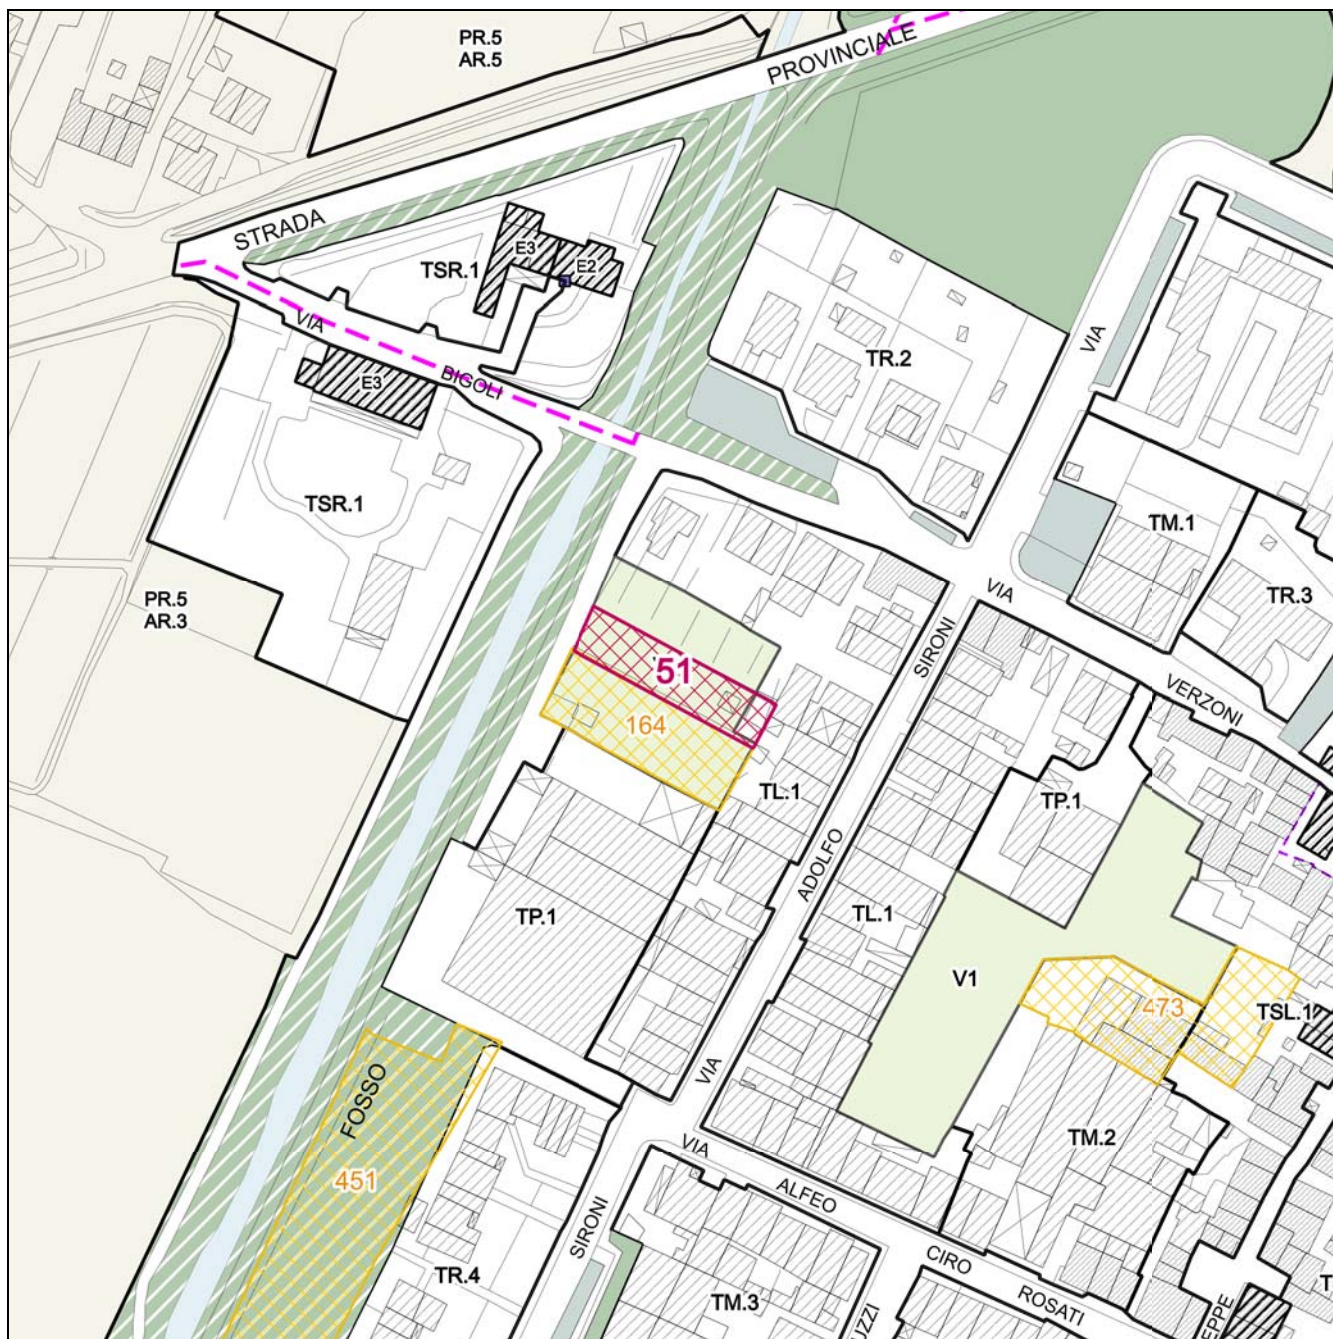 PR.5
AR.5
STRADA
PROVINCIALE
E3
E2
TSR.1
VIA
BIGOLI
E3
TR.2
VIA
TSR.1
TM.1
TR.3
PR.5
AR.3
VIA
VERZONI
SIRONI
51
164
TL.1
TP.1
ADOLFO
TP.1
TL.1
V1
473
TSL.1
VIA
FOSSO
451
TM.2
VIA
ALFEO
CIRO
ROSATI
SIRONI
TR.4
TM.3